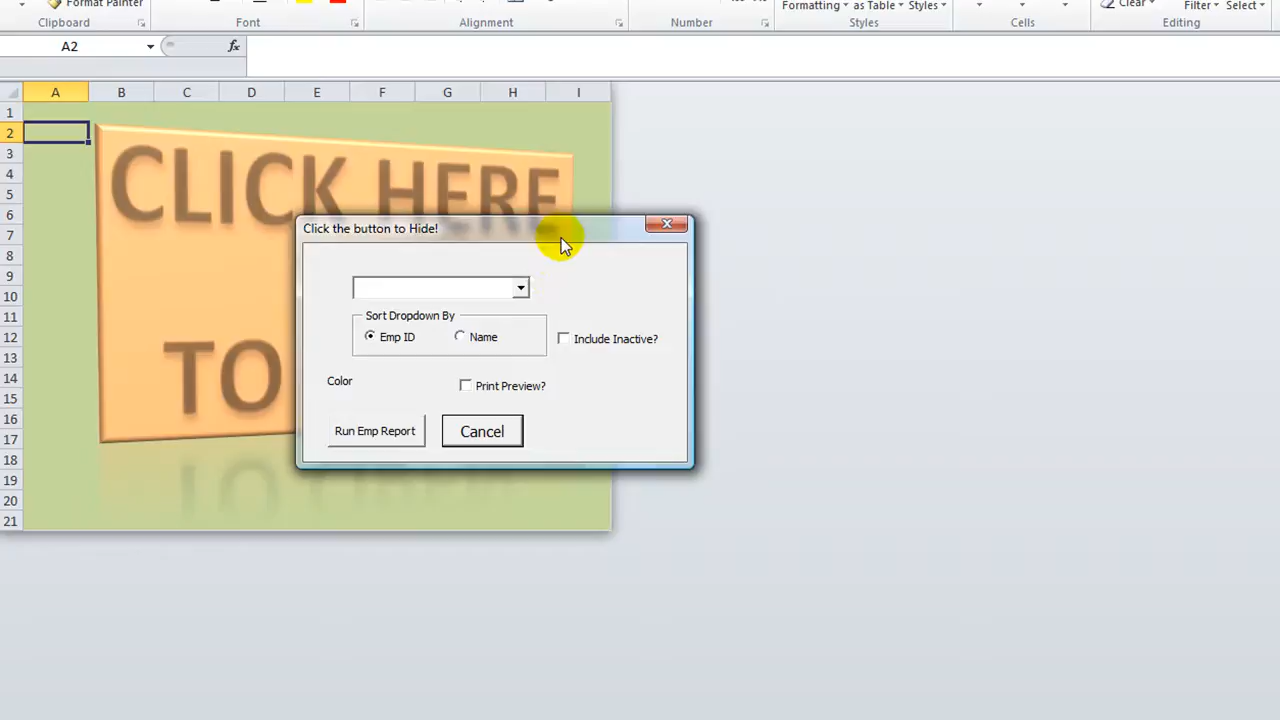 Format Painter
Formatting as Table Styles
Clear
Filter Select
Clipboard Font Alignment Number Styles Cells Editing
A2 fx
A B C D E F G H I
1
2
3
4
5
6
7
8
9
10
11
12
13
14
15
16
17
18
19
20
21
CLICK HERE
TO
Click the button to Hide!
Sort Dropdown By
Emp ID Name
Include Inactive?
Color
Print Preview?
Run Emp Report Cancel